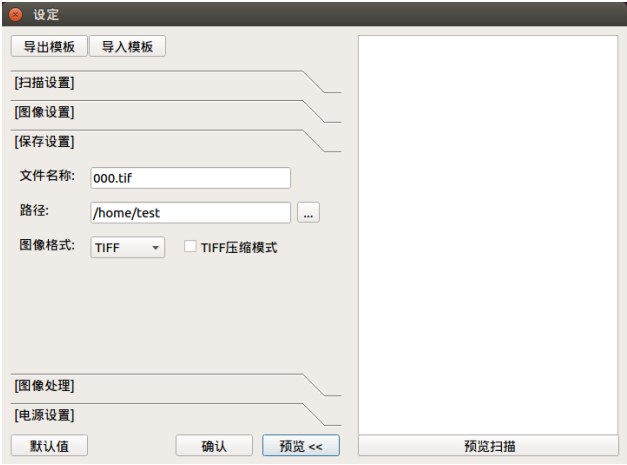 设定
导出模板 导入模板
[扫描设置]
[图像设置]
[保存设置]
文件名称: 000.tif
路径: /home/test ...
图像格式: TIFF TIFF压缩模式
[图像处理]
[电源设置]
默认值 确认 预览 << 预览扫描